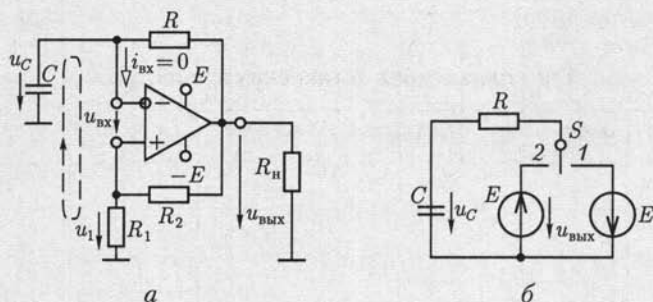 R
u_C
C
i_вх = 0
E
u_вх
−
+
−E
R_2
u_1
R_1
u_вых
R_н
а
R
S
2
1
C
u_C
E
u_вых
E
б